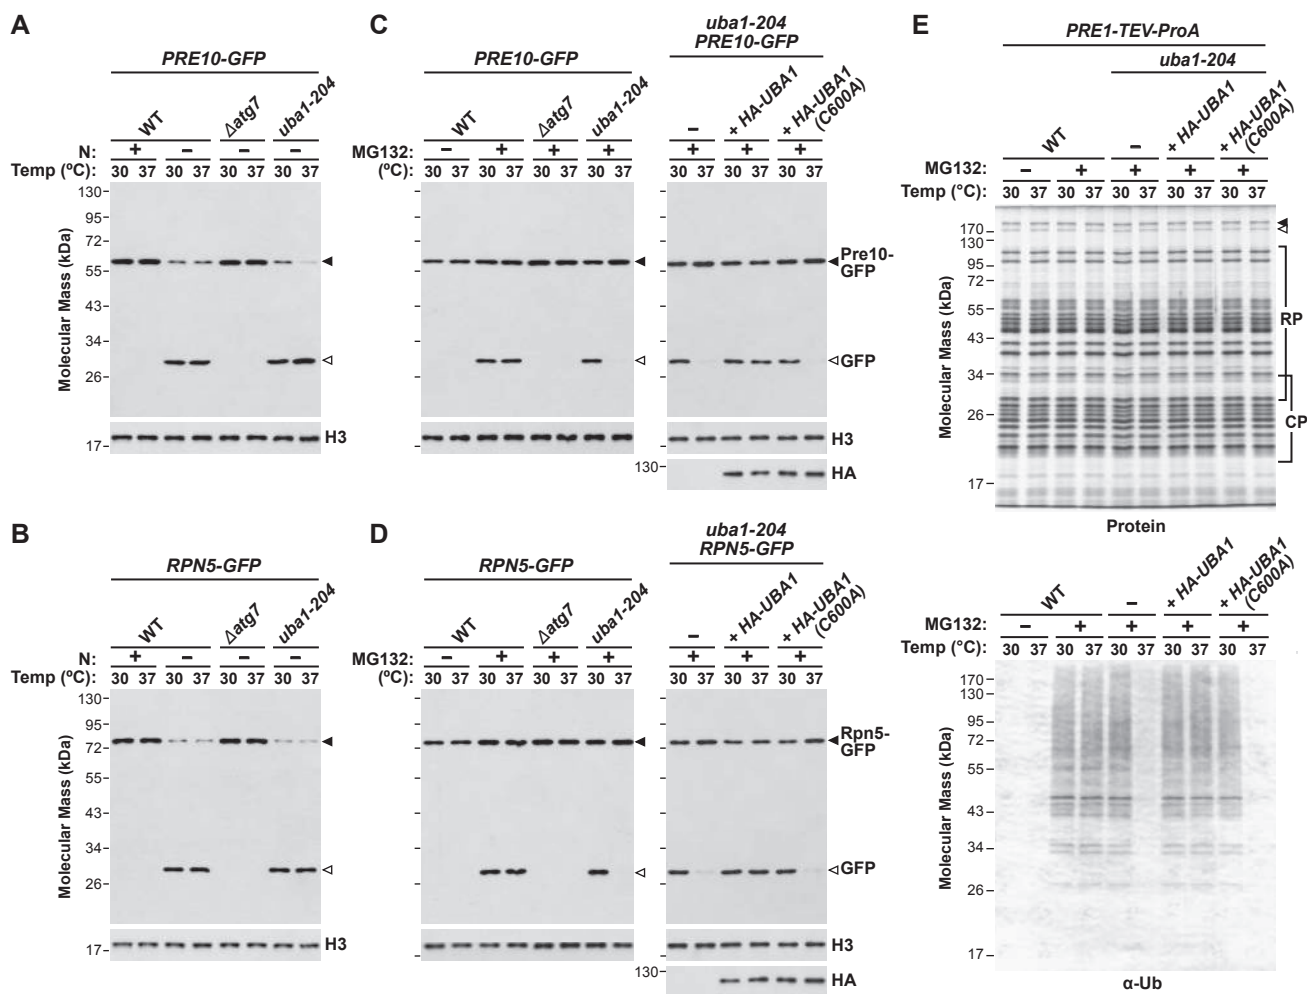 A
PRE10-GFP
WT
Δatg7
uba1-204
N: + – – –
Temp (ºC): 30 37 30 37 30 37 30 37
Molecular Mass (kDa)
130
95
72
55
43
34
26
17
H3
C
PRE10-GFP
WT
Δatg7
uba1-204
MG132: – + + +
(ºC): 30 37 30 37 30 37 30 37
uba1-204
PRE10-GFP
–
+ HA-UBA1
+ HA-UBA1
(C600A)
+ + +
30 37 30 37 30 37
Pre10-
GFP
GFP
H3
130
HA
E
PRE1-TEV-ProA
uba1-204
WT
–
+ HA-UBA1
+ HA-UBA1
(C600A)
MG132: – + + + +
Temp (°C): 30 37 30 37 30 37 30 37 30 37
Molecular Mass (kDa)
170
130
95
72
55
43
34
26
17
RP
CP
Protein
B
RPN5-GFP
WT
Δatg7
uba1-204
N: + – – –
Temp (ºC): 30 37 30 37 30 37 30 37
Molecular Mass (kDa)
130
95
72
55
43
34
26
17
H3
D
RPN5-GFP
WT
Δatg7
uba1-204
MG132: – + + +
(ºC): 30 37 30 37 30 37 30 37
uba1-204
RPN5-GFP
–
+ HA-UBA1
+ HA-UBA1
(C600A)
+ + +
30 37 30 37 30 37
Rpn5-
GFP
GFP
H3
130
HA
WT
–
+ HA-UBA1
+ HA-UBA1
(C600A)
MG132: – + + + +
Temp (°C): 30 37 30 37 30 37 30 37 30 37
Molecular Mass (kDa)
170
130
95
72
55
43
34
26
17
α-Ub